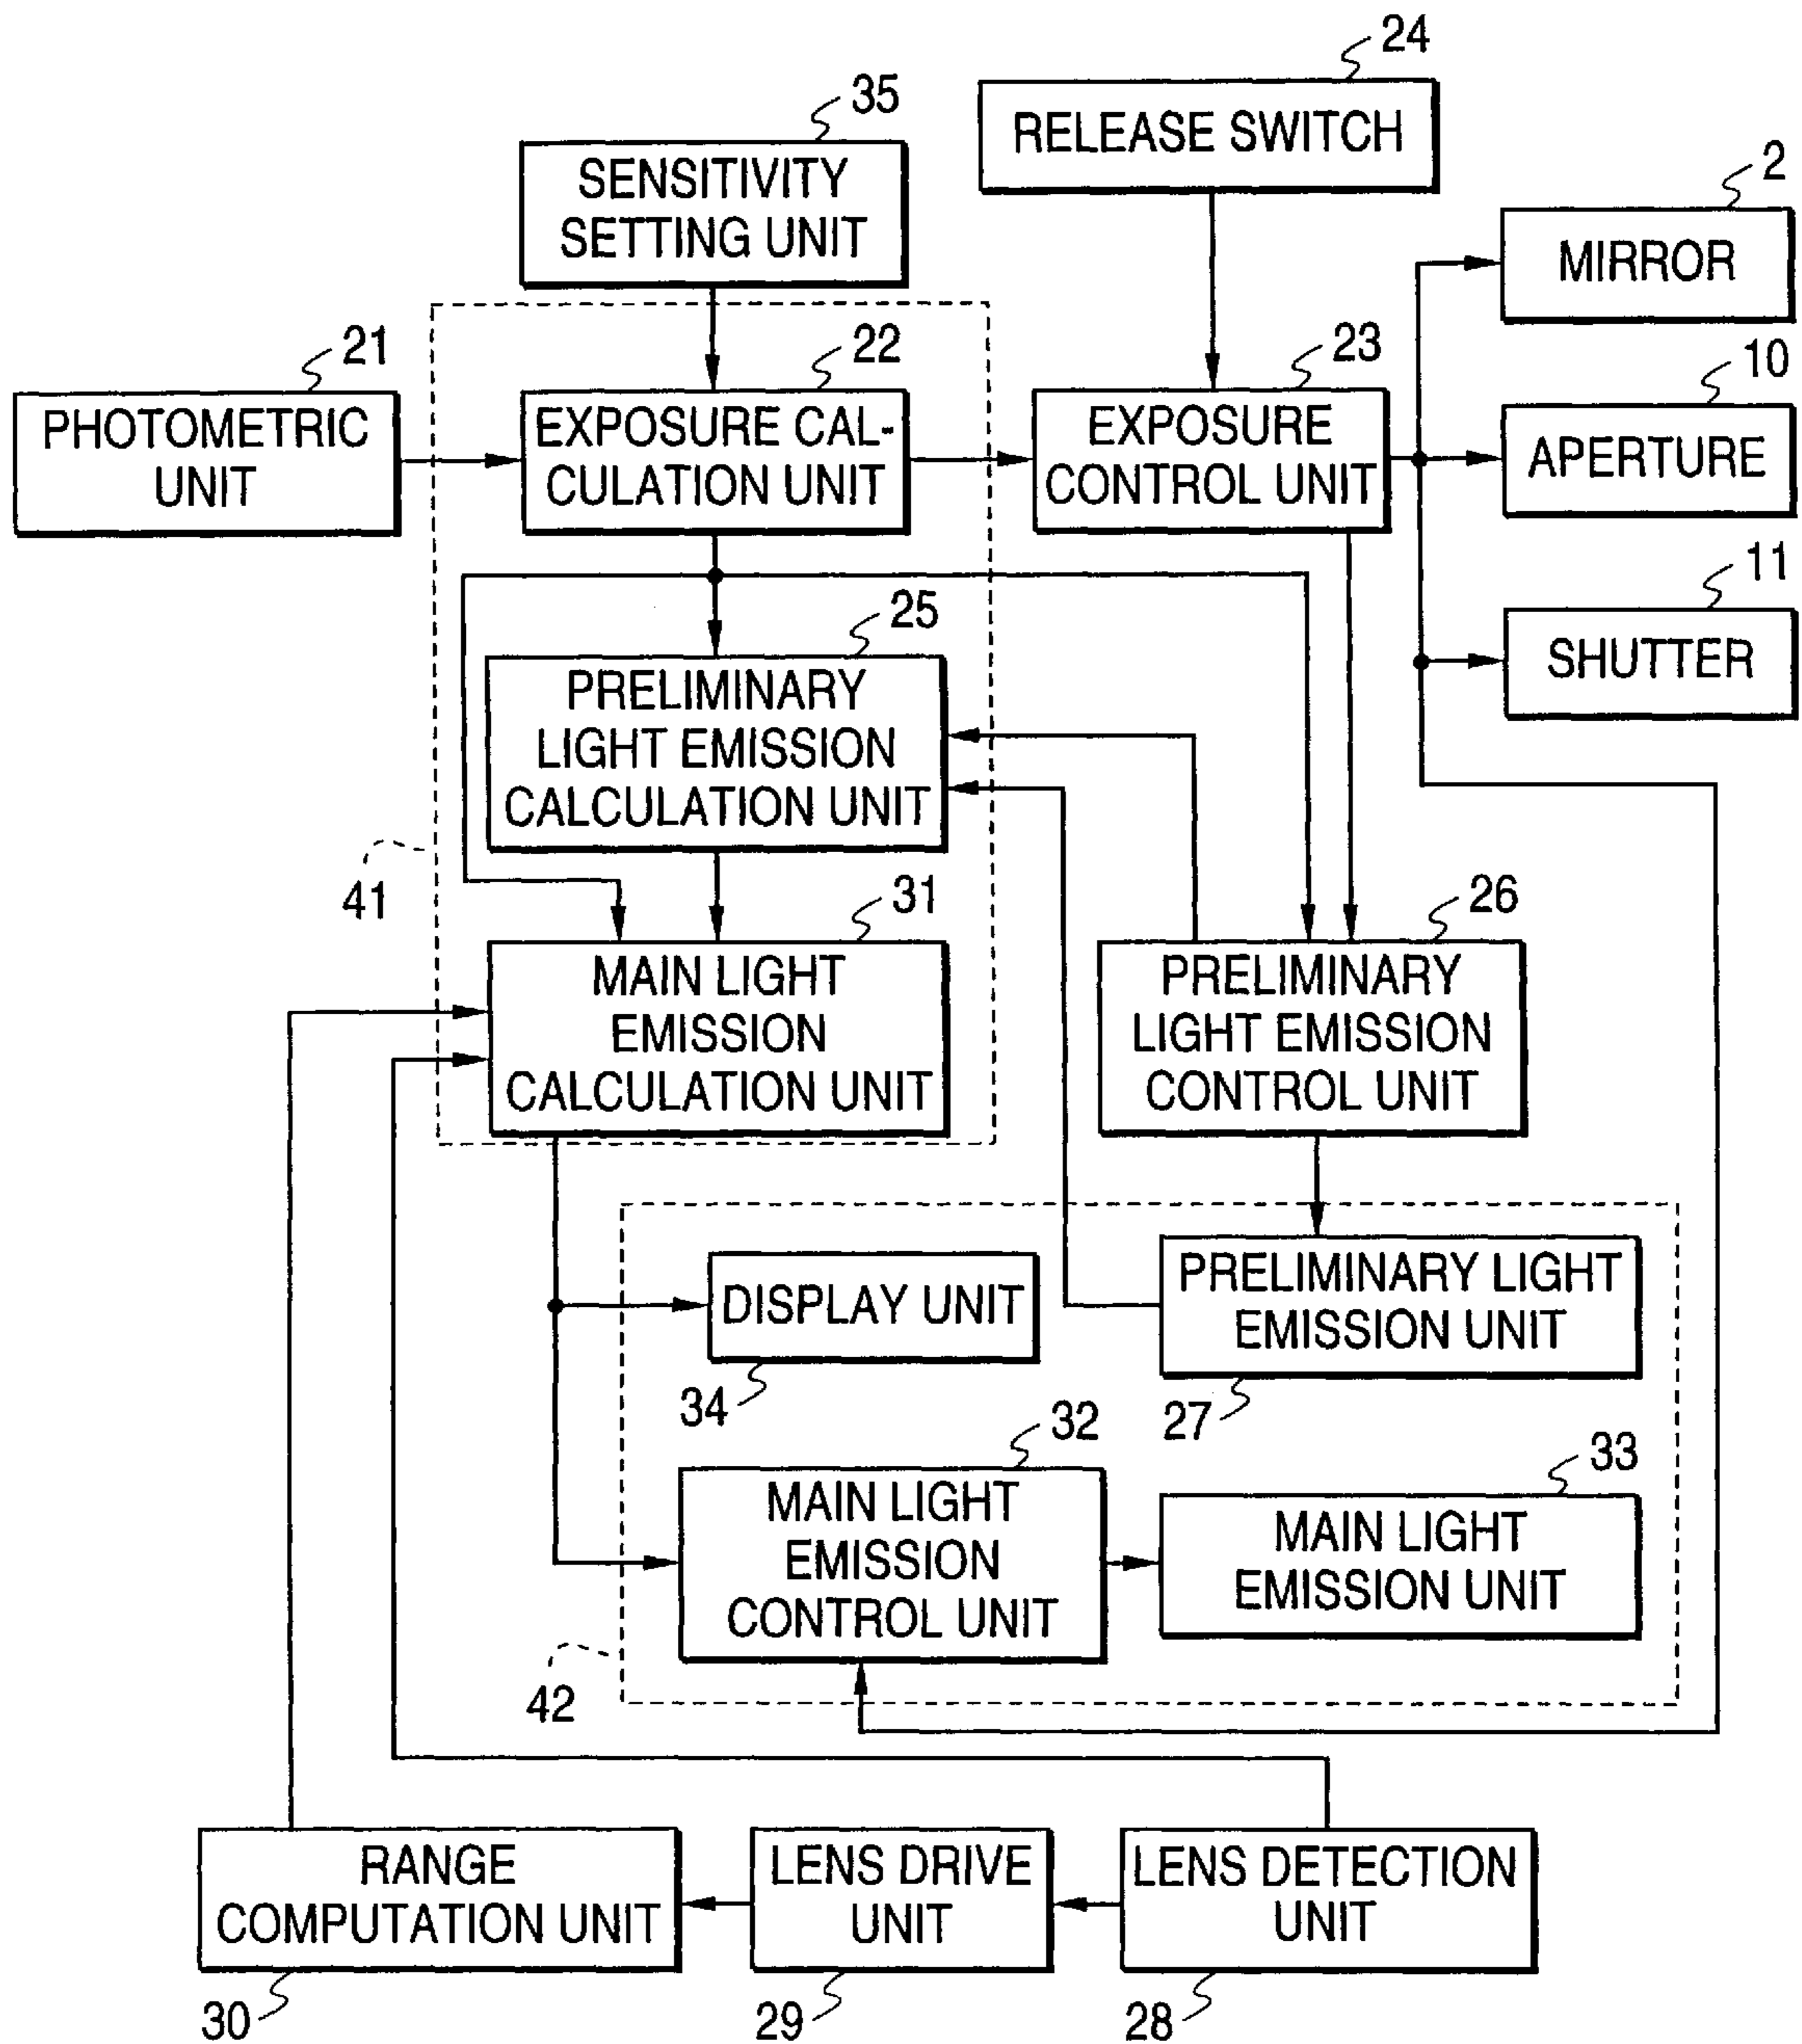 24
RELEASE SWITCH
35
SENSITIVITY
SETTING UNIT
2
MIRROR
21
PHOTOMETRIC
UNIT
22
EXPOSURE CAL-
CULATION UNIT
23
EXPOSURE
CONTROL UNIT
10
APERTURE
11
SHUTTER
25
PRELIMINARY
LIGHT EMISSION
CALCULATION UNIT
41
31
MAIN LIGHT
EMISSION
CALCULATION UNIT
26
PRELIMINARY
LIGHT EMISSION
CONTROL UNIT
DISPLAY UNIT
34
PRELIMINARY LIGHT
EMISSION UNIT
27
32
MAIN LIGHT
EMISSION
CONTROL UNIT
33
MAIN LIGHT
EMISSION UNIT
42
RANGE
COMPUTATION UNIT
30
LENS DRIVE
UNIT
29
LENS DETECTION
UNIT
28